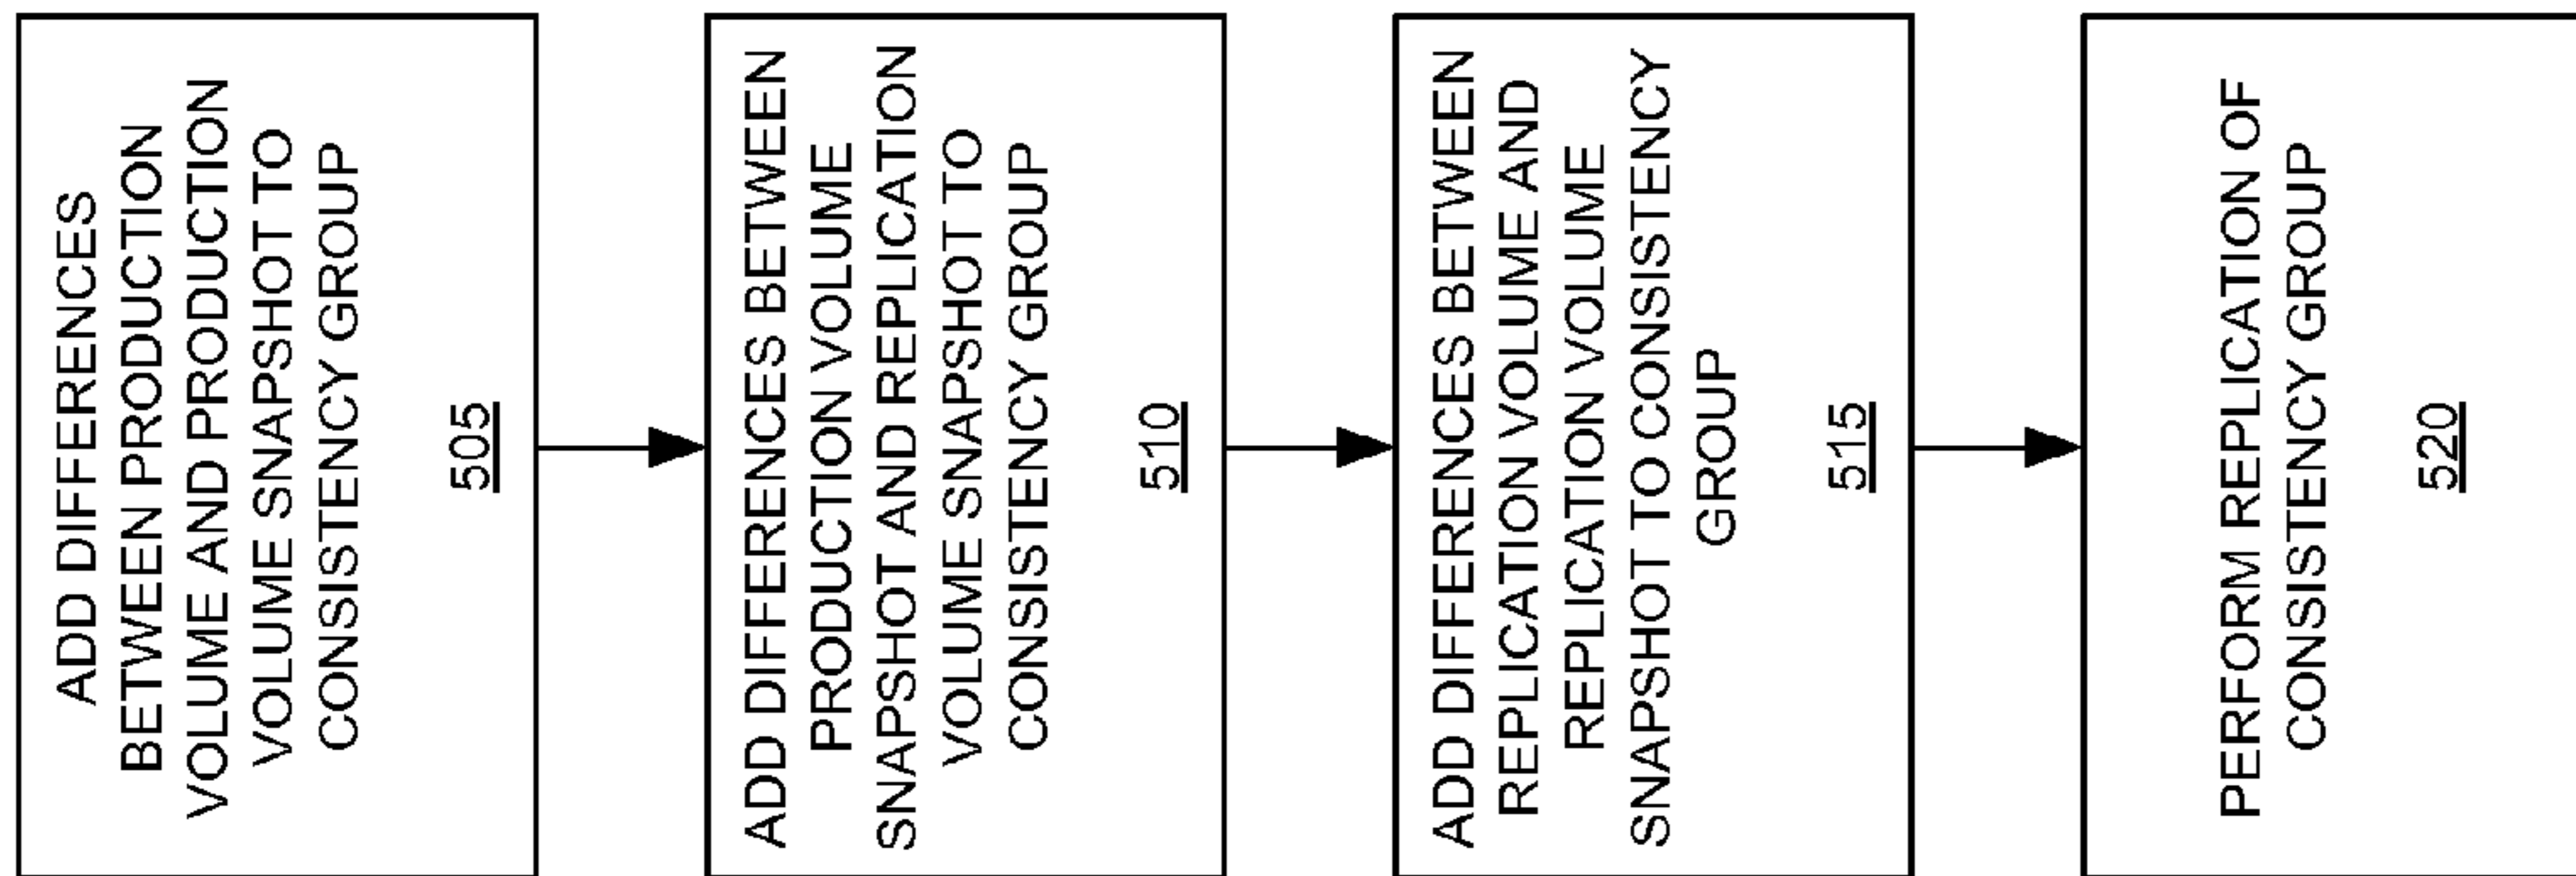 ADD DIFFERENCES
BETWEEN PRODUCTION
VOLUME AND PRODUCTION
VOLUME SNAPSHOT TO
CONSISTENCY GROUP
505
ADD DIFFERENCES BETWEEN
PRODUCTION VOLUME
SNAPSHOT AND REPLICATION
VOLUME SNAPSHOT TO
CONSISTENCY GROUP
510
ADD DIFFERENCES BETWEEN
REPLICATION VOLUME AND
REPLICATION VOLUME
SNAPSHOT TO CONSISTENCY
GROUP
515
PERFORM REPLICATION OF
CONSISTENCY GROUP
520